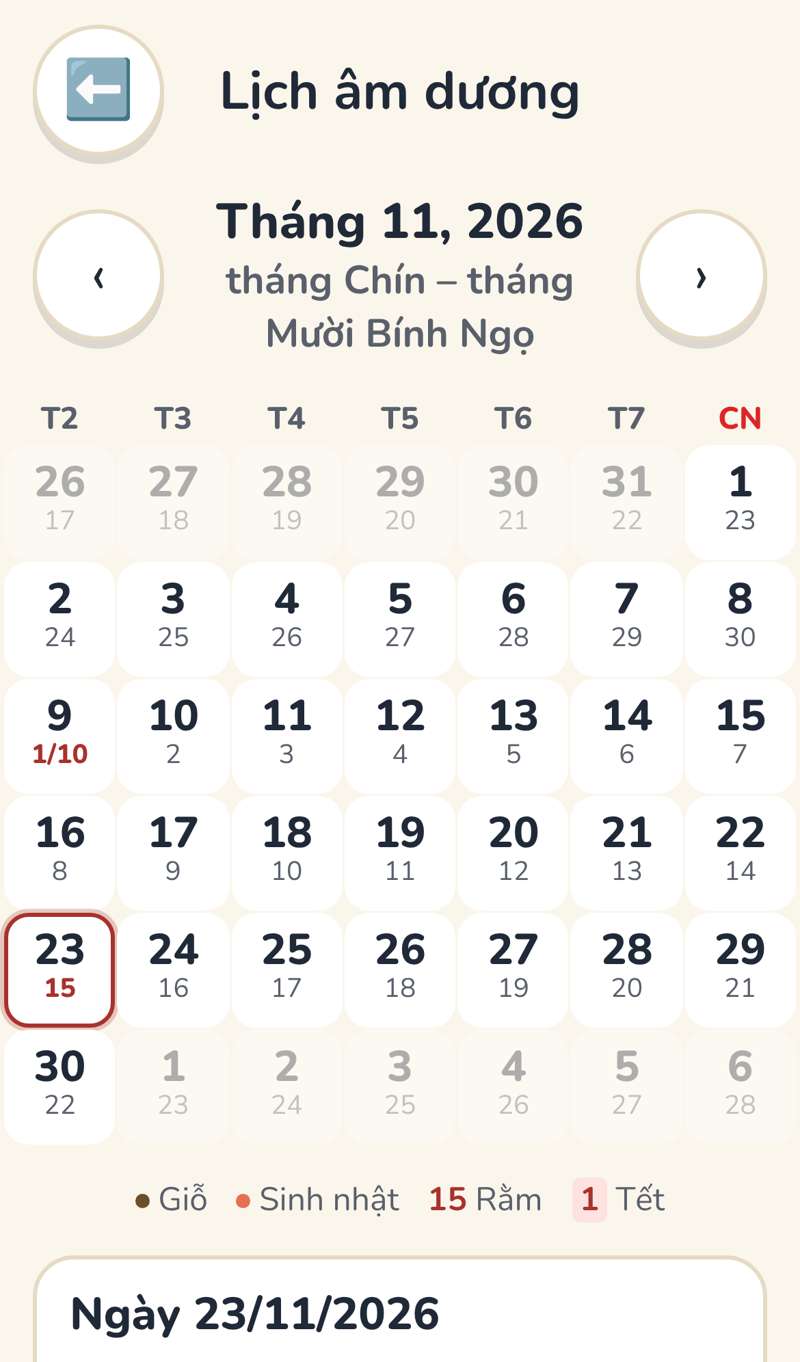 Lịch âm dương
Tháng 11, 2026
‹
tháng Chín – tháng
Mười Bính Ngọ
›
T2 T3 T4 T5 T6 T7 CN
26 27 28 29 30 31 1
17 18 19 20 21 22 23
2 3 4 5 6 7 8
24 25 26 27 28 29 30
9 10 11 12 13 14 15
1/10 2 3 4 5 6 7
16 17 18 19 20 21 22
8 9 10 11 12 13 14
23 24 25 26 27 28 29
15 16 17 18 19 20 21
30 1 2 3 4 5 6
22 23 24 25 26 27 28
Giỗ Sinh nhật 15 Rằm 1 Tết
Ngày 23/11/2026